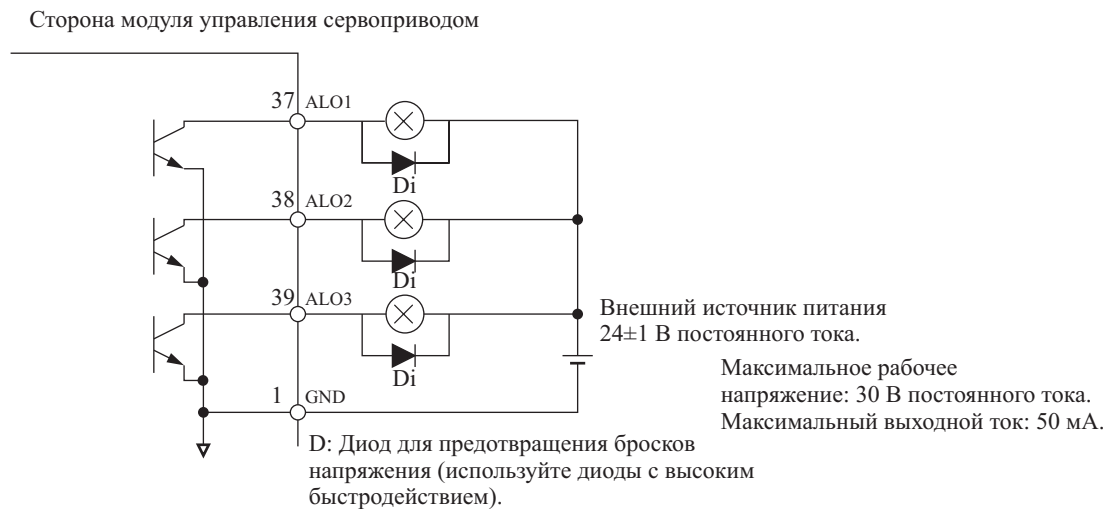 Сторона модуля управления сервоприводом
37 ALO1
Di
38 ALO2
Di
39 ALO3
Di
1 GND
Внешний источник питания
24±1 В постоянного тока.
Максимальное рабочее
напряжение: 30 В постоянного тока.
Максимальный выходной ток: 50 мА.
D: Диод для предотвращения бросков
напряжения (используйте диоды с высоким
быстродействием).